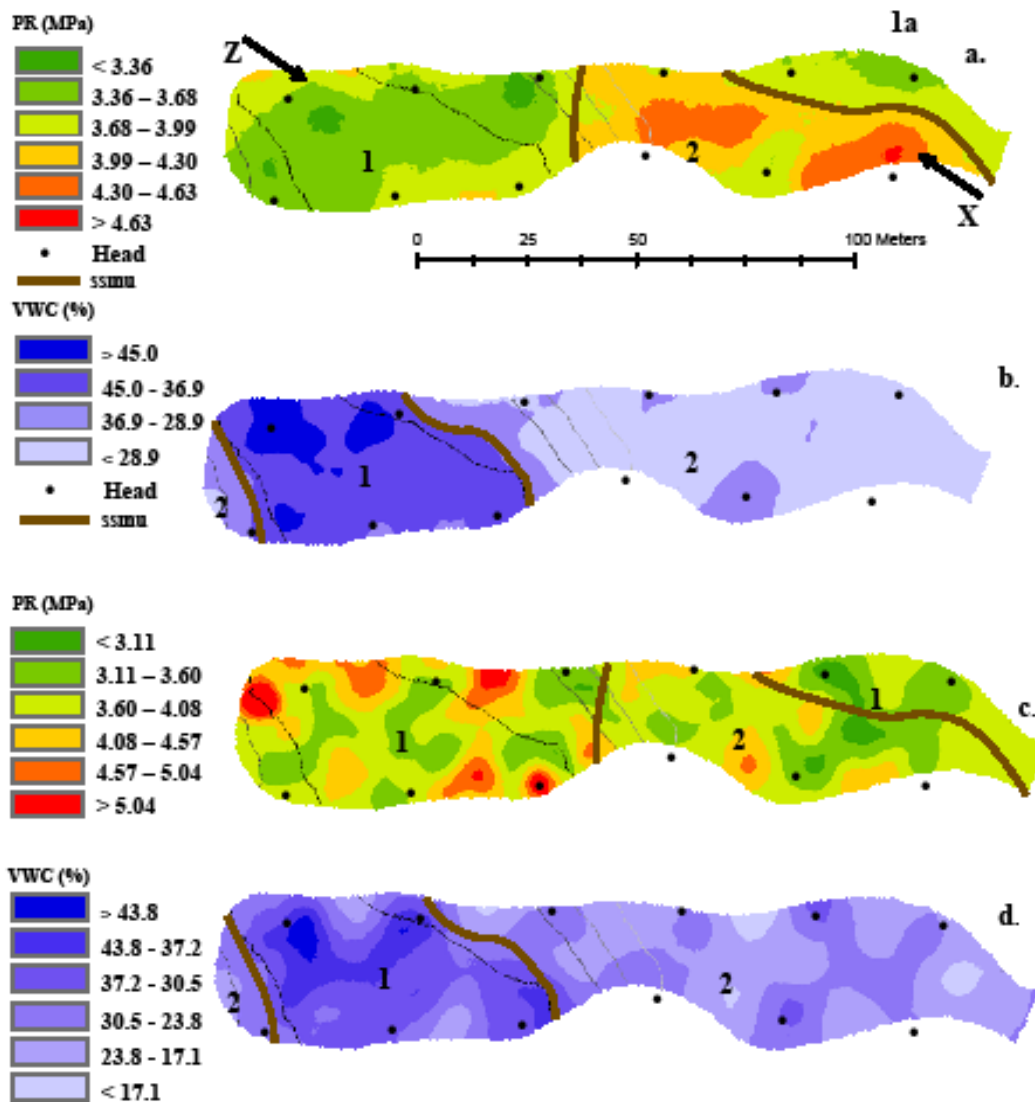 PR (MPa)
< 3.36
3.36 – 3.68
3.68 – 3.99
3.99 – 4.30
4.30 – 4.63
> 4.63
Head
ssmu
Z
1a
a.
1
2
X
0 25 50 100 Meters
VWC (%)
> 45.0
45.0 - 36.9
36.9 - 28.9
< 28.9
Head
ssmu
b.
2
1
2
PR (MPa)
< 3.11
3.11 – 3.60
3.60 – 4.08
4.08 – 4.57
4.57 – 5.04
> 5.04
c.
1
2
1
VWC (%)
> 43.8
43.8 - 37.2
37.2 - 30.5
30.5 - 23.8
23.8 - 17.1
< 17.1
d.
2
1
2